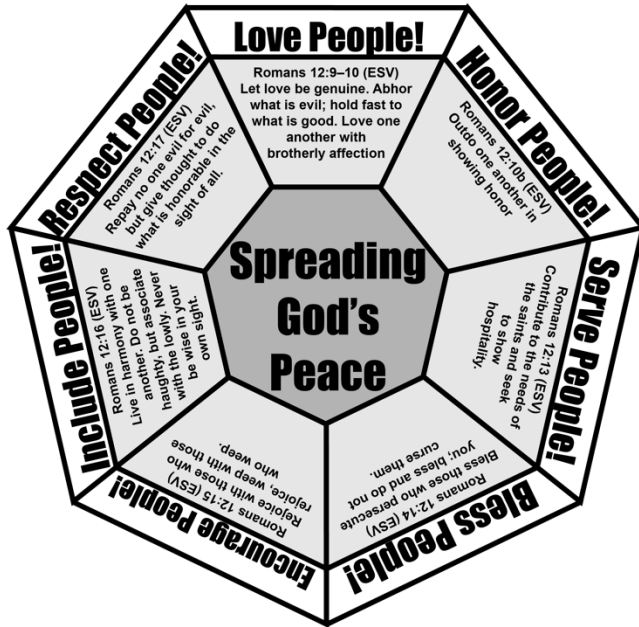 Love People!
Romans 12:9–10 (ESV)
Let love be genuine. Abhor
what is evil; hold fast to
what is good. Love one
another with
brotherly affection
Honor People!
Romans 12:10b (ESV)
Outdo one another in
showing honor
Serve People!
Romans 12:13 (ESV)
Contribute to the needs of
the saints and seek
to show
hospitality.
Bless People!
Romans 12:14 (ESV)
Bless those who persecute
you; bless and do not
curse them.
Encourage People!
Romans 12:15 (ESV)
Rejoice with those who
rejoice, weep with those
who weep.
Include People!
Romans 12:16 (ESV)
Live in harmony with one
another. Do not be
haughty, but associate
with the lowly. Never
be wise in your
own sight.
Respect People!
Romans 12:17 (ESV)
Repay no one evil for evil,
but give thought to do
what is honorable in the
sight of all.
Spreading
God's
Peace